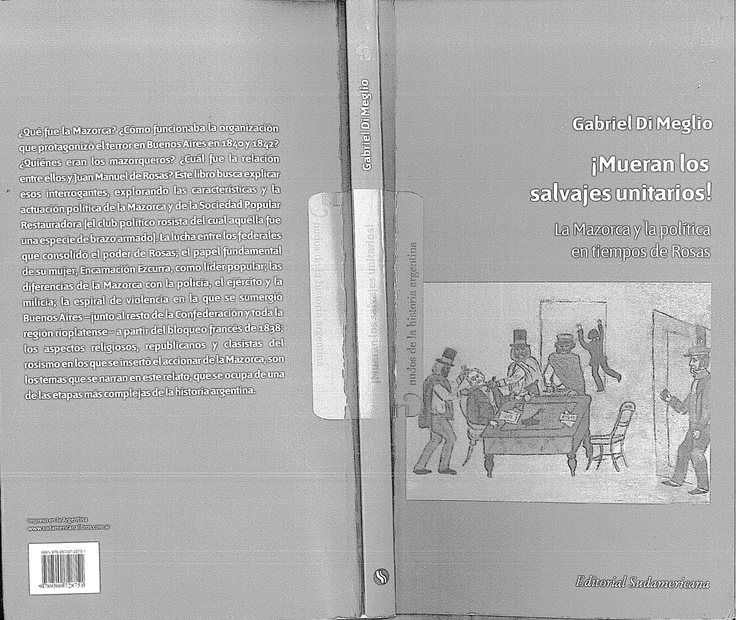 ¿Qué fue la Mazorca? ¿Cómo funcionaba la organización
que protagonizó el terror en Buenos Aires en 1840 y 1842?
¿Quiénes eran los mazorqueros? ¿Cuál fue la relación
entre ellos y Juan Manuel de Rosas? Este libro busca explicar
esos interrogantes, explorando las características y la
actuación política de la Mazorca y de la Sociedad Popular
Restauradora (el club político rosista del cual aquélla fue
una especie de brazo armado). La lucha entre los federales
que consolidó el poder de Rosas; el papel fundamental
de su mujer, Encarnación Ezcurra, como líder popular; las
diferencias de la Mazorca con la policía, el ejército y la
milicia; la espiral de violencia en la que se sumergió
Buenos Aires –junto al resto de la Confederación y toda la
región rioplatense– a partir del bloqueo francés de 1838;
los aspectos religiosos, republicanos y clasistas del
rosismo en los que se insertó el accionar de la Mazorca, son
los temas que se narran en este relato, que se ocupa de una
de las etapas más complejas de la historia argentina.
Impreso en la Argentina
www.sudamericanalibros.com.ar
Gabriel Di Meglio
¡Mueran los salvajes unitarios!
nudos de la historia argentina
Gabriel Di Meglio
¡Mueran los
salvajes unitarios!
La Mazorca y la política
en tiempos de Rosas
Editorial Sudamericana